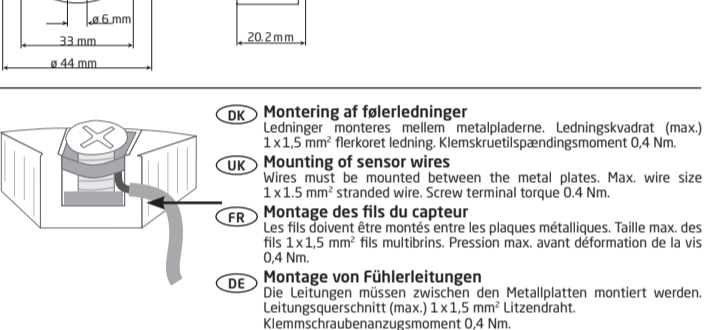 ø 6 mm
33 mm
20.2 mm
ø 44 mm
DK Montering af følerledninger
Ledninger monteres mellem metalpladerne. Ledningskvadrat (max.)
1 x 1,5 mm² flerkoret ledning. Klemskruetilspændingsmoment 0,4 Nm.
UK Mounting of sensor wires
Wires must be mounted between the metal plates. Max. wire size
1 x 1.5 mm² stranded wire. Screw terminal torque 0.4 Nm.
FR Montage des fils du capteur
Les fils doivent être montés entre les plaques métalliques. Taille max. des
fils 1 x 1,5 mm² fils multibrins. Pression max. avant déformation de la vis
0,4 Nm.
DE Montage von Fühlerleitungen
Die Leitungen müssen zwischen den Metallplatten montiert werden.
Leitungsquerschnitt (max.) 1 x 1,5 mm² Litzendraht.
Klemmschraubenanzugsmoment 0,4 Nm.